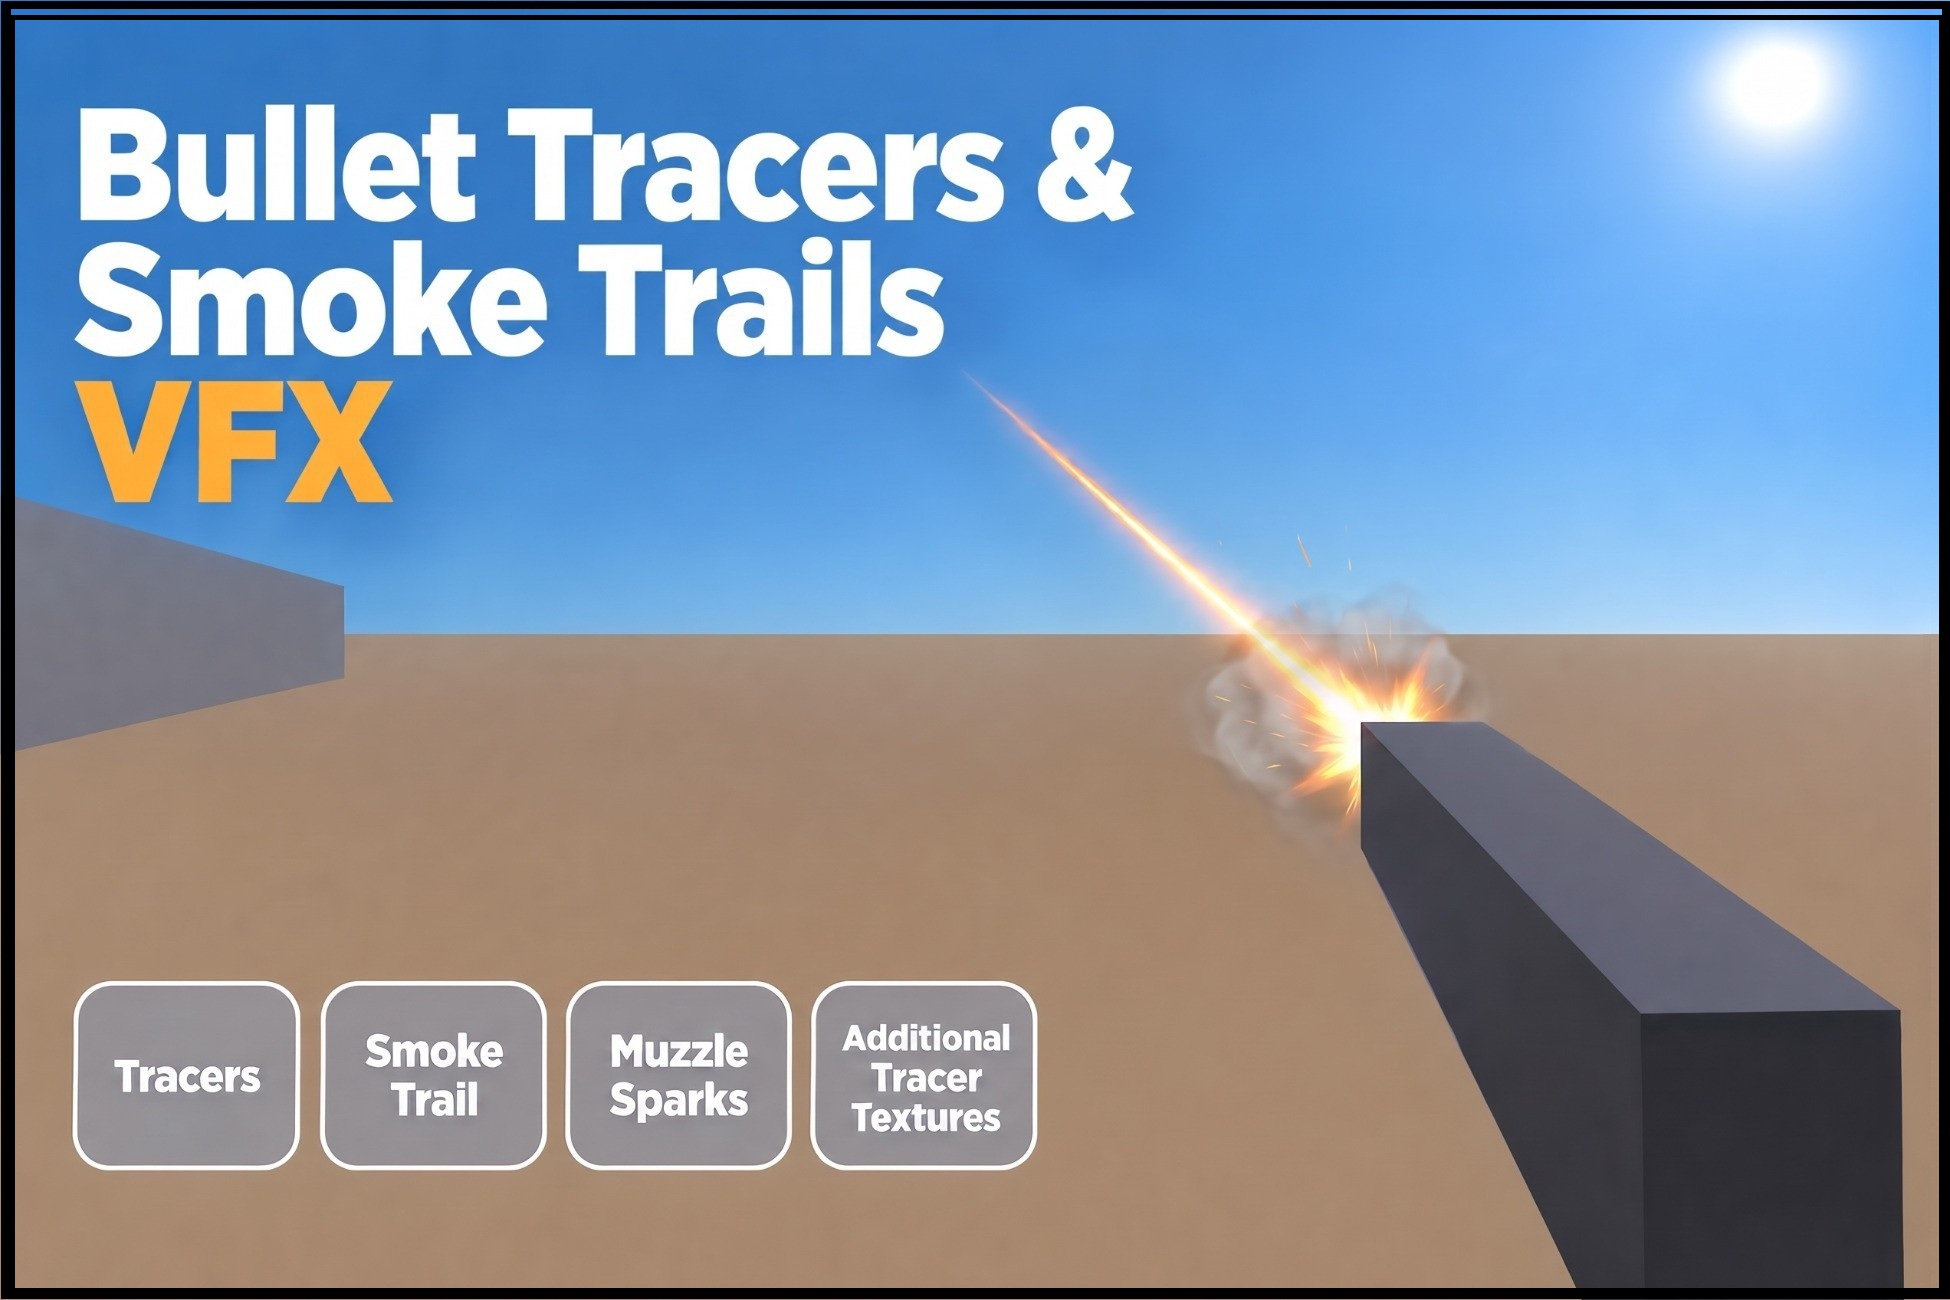 Bullet Tracers &
Smoke Trails
VFX
Tracers
Smoke
Trail
Muzzle
Sparks
Additional
Tracer
Textures